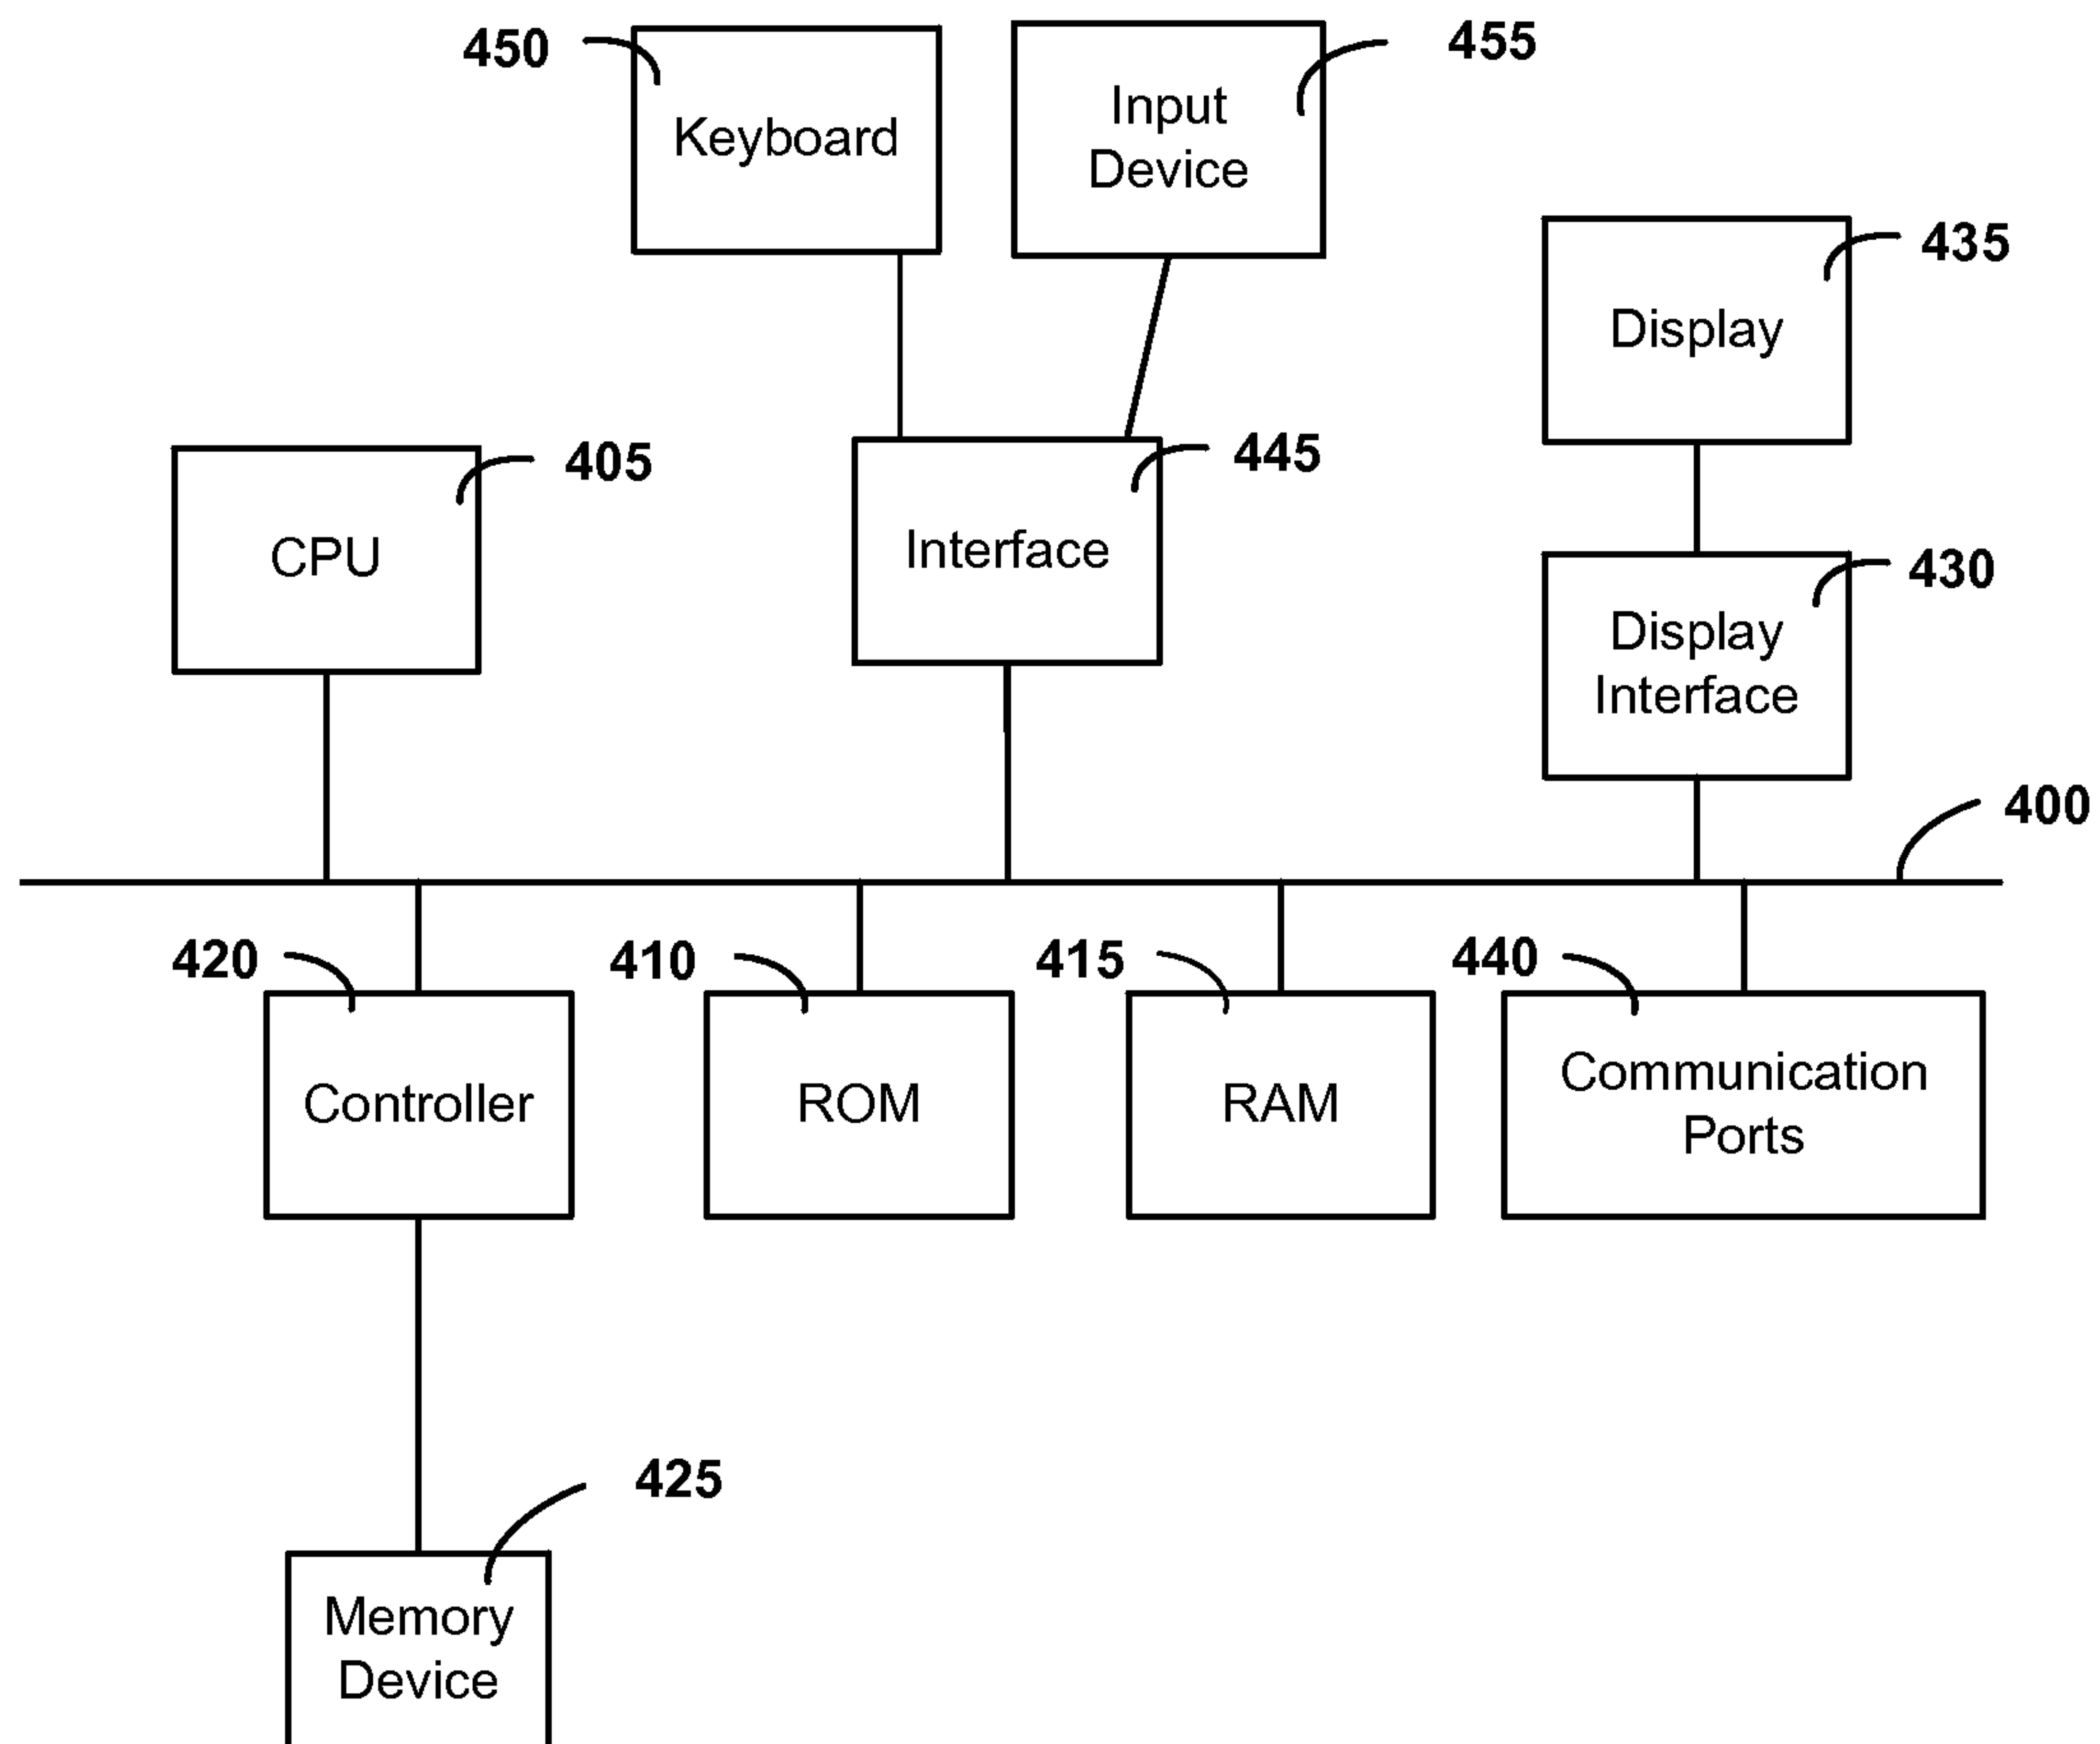 450
Keyboard
Input
Device
455
Display
435
CPU
405
Interface
445
Display
Interface
430
400
420
Controller
410
ROM
415
RAM
440
Communication
Ports
425
Memory
Device